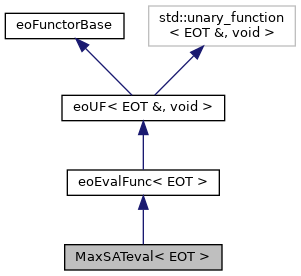 eoFunctorBase
std::unary_function
< EOT &, void >
eoUF< EOT &, void >
eoEvalFunc< EOT >
MaxSATeval< EOT >